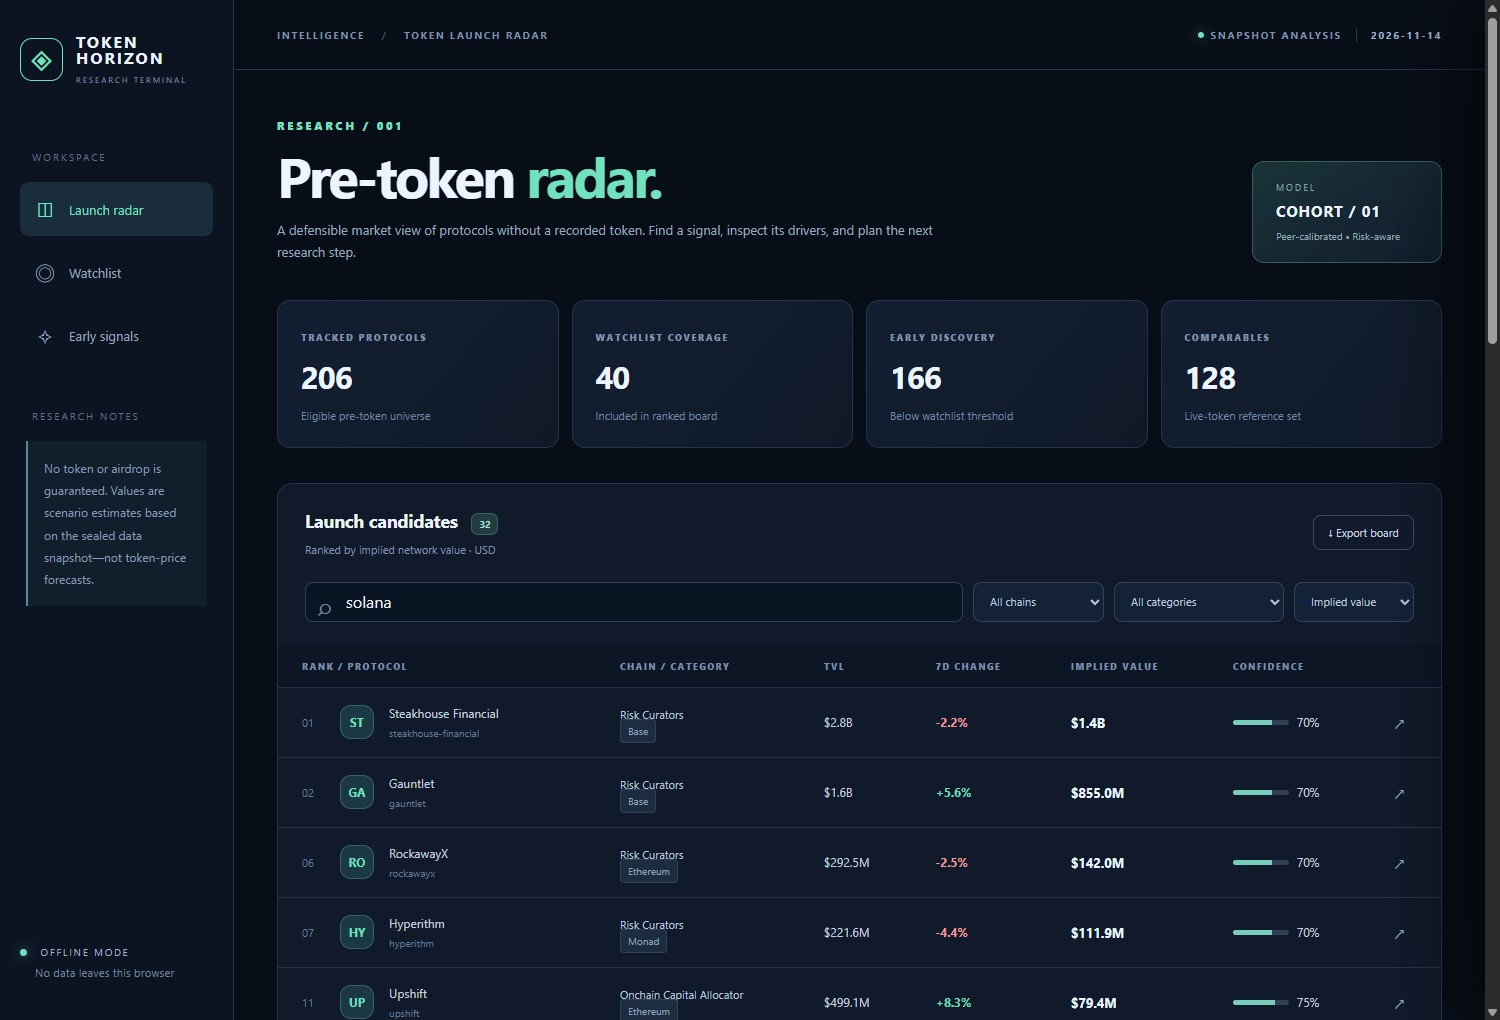 TOKEN
HORIZON
RESEARCH TERMINAL
WORKSPACE
Launch radar
Watchlist
Early signals
RESEARCH NOTES
No token or airdrop is
guaranteed. Values are
scenario estimates based
on the sealed data
snapshot—not token-price
forecasts.
OFFLINE MODE
No data leaves this browser
INTELLIGENCE / TOKEN LAUNCH RADAR
SNAPSHOT ANALYSIS 2026-11-14
RESEARCH / 001
Pre-token radar.
A defensible market view of protocols without a recorded token. Find a signal, inspect its drivers, and plan the next
research step.
MODEL
COHORT / 01
Peer-calibrated • Risk-aware
TRACKED PROTOCOLS
206
Eligible pre-token universe
WATCHLIST COVERAGE
40
Included in ranked board
EARLY DISCOVERY
166
Below watchlist threshold
COMPARABLES
128
Live-token reference set
Launch candidates 32
Ranked by implied network value · USD
↓ Export board
solana
All chains
All categories
Implied value
RANK / PROTOCOL CHAIN / CATEGORY TVL 7D CHANGE IMPLIED VALUE CONFIDENCE
01 ST Steakhouse Financial
steakhouse-financial
Risk Curators
Base
$2.8B -2.2% $1.4B 70% ↗
02 GA Gauntlet
gauntlet
Risk Curators
Base
$1.6B +5.6% $855.0M 70% ↗
06 RO RockawayX
rockawayx
Risk Curators
Ethereum
$292.5M -2.5% $142.0M 70% ↗
07 HY Hyperithm
hyperithm
Risk Curators
Monad
$221.6M -4.4% $111.9M 70% ↗
11 UP Upshift
upshift
Onchain Capital Allocator
Ethereum
$499.1M +8.3% $79.4M 75% ↗